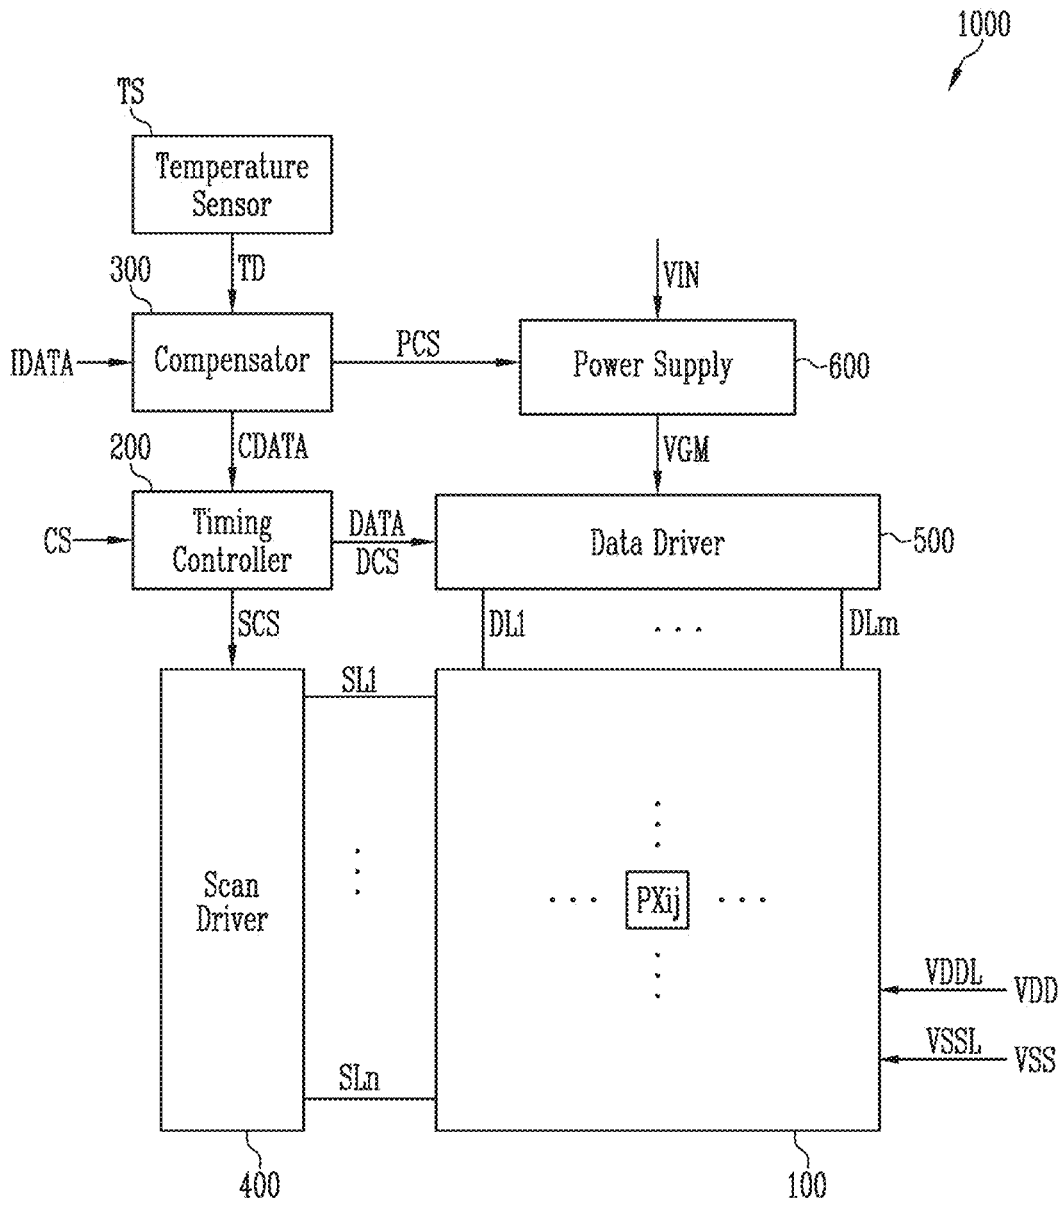 1000
TS
Temperature
Sensor
TD
300
VIN
IDATA
Compensator
PCS
Power Supply
600
200
CDATA
VGM
CS
Timing
Controller
DATA
DCS
Data Driver
500
SCS
DL1
. . .
DLm
SL1
Scan
Driver
. . .
PXij
. . .
VDDL
VDD
VSSL
VSS
SLn
400
100